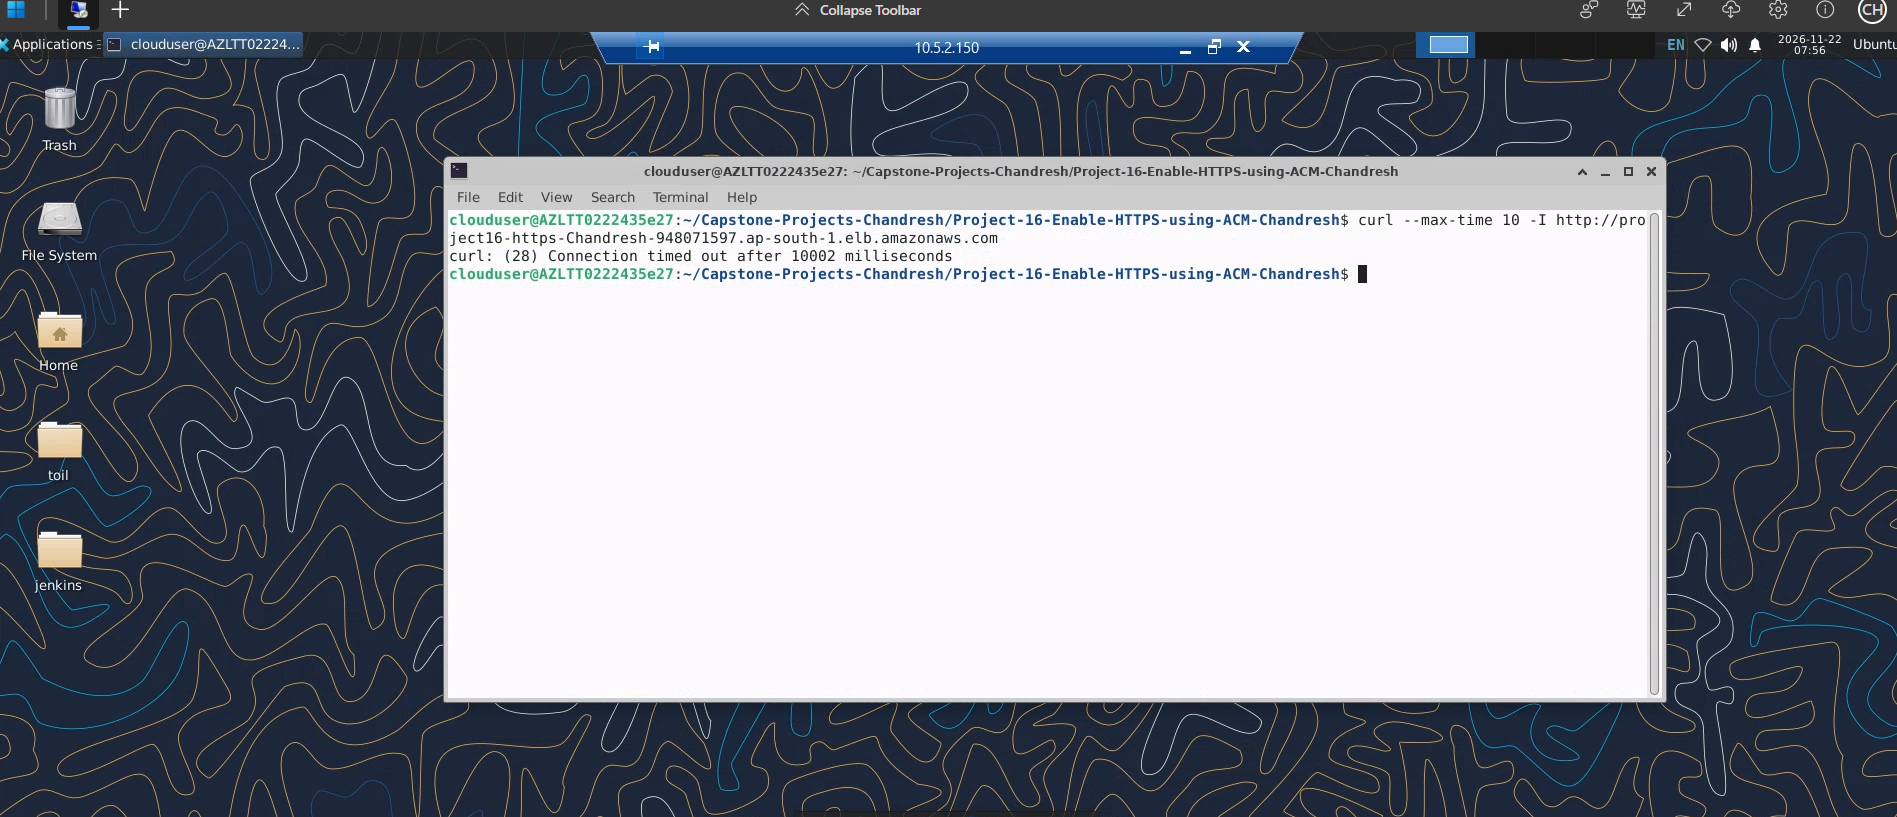 Collapse Toolbar
CH
Applications
clouduser@AZLTT02224...
10.5.2.150
EN
2026-11-22
07:56
Ubuntu
Trash
File System
Home
toil
jenkins
clouduser@AZLTT0222435e27: ~/Capstone-Projects-Chandresh/Project-16-Enable-HTTPS-using-ACM-Chandresh
File Edit View Search Terminal Help
clouduser@AZLTT0222435e27:~/Capstone-Projects-Chandresh/Project-16-Enable-HTTPS-using-ACM-Chandresh$ curl --max-time 10 -I http://pro
ject16-https-Chandresh-948071597.ap-south-1.elb.amazonaws.com
curl: (28) Connection timed out after 10002 milliseconds
clouduser@AZLTT0222435e27:~/Capstone-Projects-Chandresh/Project-16-Enable-HTTPS-using-ACM-Chandresh$